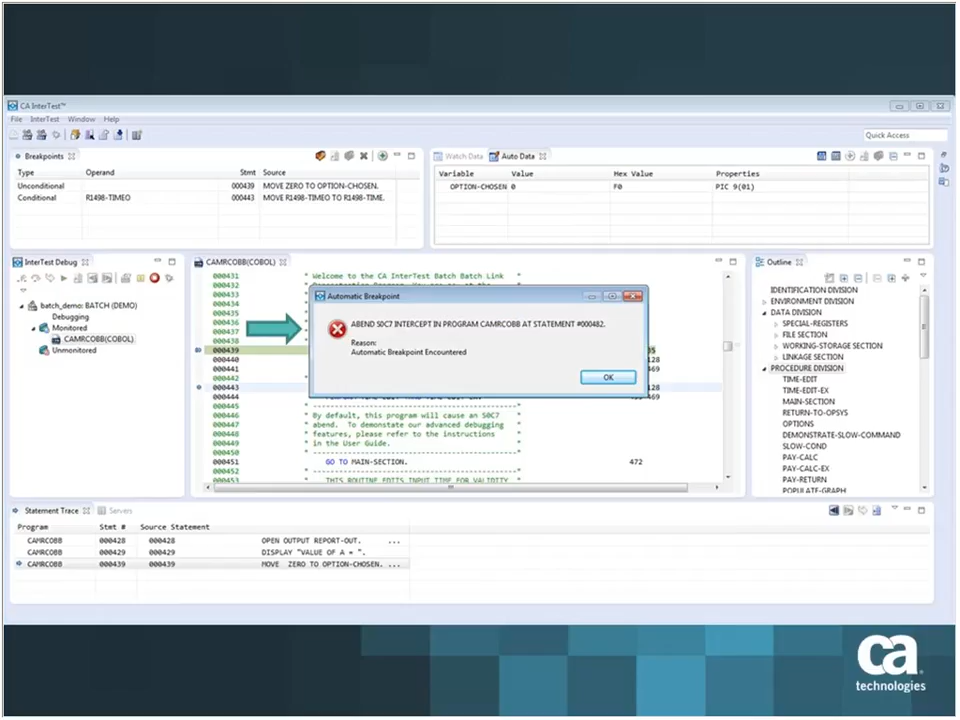 CA InterTest™
File InterTest Window Help
Quick Access
Breakpoints
Type Operand Stmt Source
Unconditional 000439 MOVE ZERO TO OPTION-CHOSEN.
Conditional R1498-TIMEO 000443 MOVE R1498-TIMEO TO R1498-TIME.
Watch Data Auto Data
Variable Value Hex Value Properties
OPTION-CHOSEN 0 F0 PIC 9(01)
InterTest Debug
batch_demo: BATCH (DEMO)
Debugging
Monitored
CAMRCOBB(COBOL)
Unmonitored
CAMRCOBB(COBOL)
000431 * Welcome to the CA InterTest Batch Batch Link *
000432
000433 *
000434 *
000435 *
000436 *
000437 *
000438 *
000439
000440 128
000441 469
000442 *
000443 128
000444 469
000445 * ------------------------------------------------*
000446 * By default, this program will cause an S0C7 *
000447 * abend. To demonstate our advanced debugging *
000448 * features, please refer to the instructions *
000449 * in the User Guide. *
000450 * ------------------------------------------------*
000451 GO TO MAIN-SECTION. 472
000452 * ------------------------------------------------*
000453 * THIS ROUTINE EDITS INPUT TIME FOR VALIDITY *
Automatic Breakpoint
ABEND S0C7 INTERCEPT IN PROGRAM CAMRCOBB AT STATEMENT #000482.
Reason:
Automatic Breakpoint Encountered
OK
Outline
IDENTIFICATION DIVISION
ENVIRONMENT DIVISION
DATA DIVISION
SPECIAL-REGISTERS
FILE SECTION
WORKING-STORAGE SECTION
LINKAGE SECTION
PROCEDURE DIVISION
TIME-EDIT
TIME-EDIT-EX
MAIN-SECTION
RETURN-TO-OPSYS
OPTIONS
DEMONSTRATE-SLOW-COMMAND
SLOW-COND
PAY-CALC
PAY-CALC-EX
PAY-RETURN
POPULATE-GRAPH
Statement Trace Servers
Program Stmt # Source Statement
CAMRCOBB 000428 000428 OPEN OUTPUT REPORT-OUT. ...
CAMRCOBB 000429 000429 DISPLAY "VALUE OF A = ".
CAMRCOBB 000439 000439 MOVE ZERO TO OPTION-CHOSEN. ...
ca
technologies